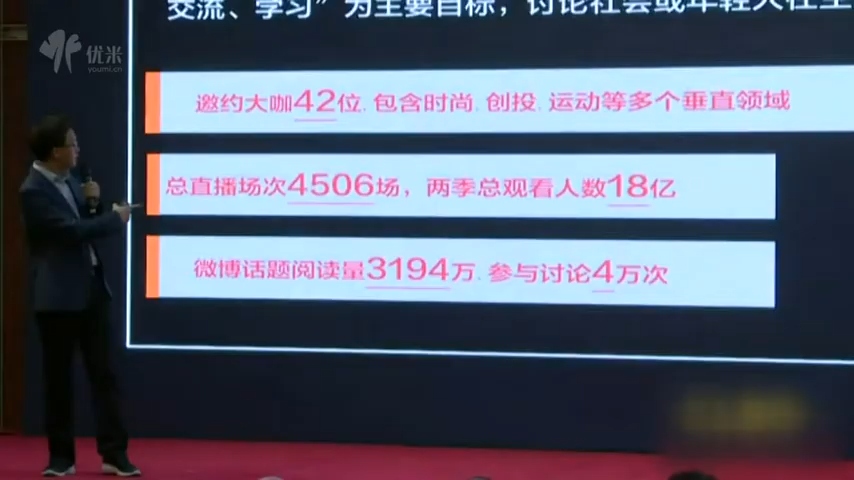 交流、学习”为主要目标，讨论社会或年轻人在生
优米
youmi.cn
邀约大咖42位，包含时尚、创投、运动等多个垂直领域
总直播场次4506场，两季总观看人数18亿
微博话题阅读量3194万，参与讨论4万次